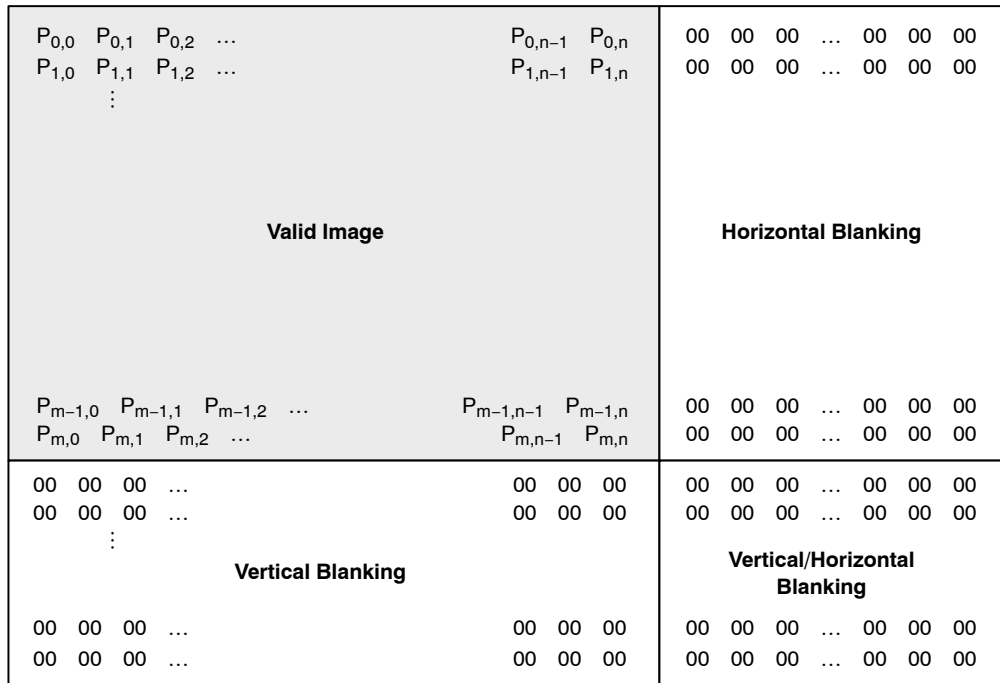 P0,0 P0,1 P0,2 … P0,n−1 P0,n 00 00 00 … 00 00 00
P1,0 P1,1 P1,2 … P1,n−1 P1,n 00 00 00 … 00 00 00
⋮
Valid Image Horizontal Blanking
Pm−1,0 Pm−1,1 Pm−1,2 … Pm−1,n−1 Pm−1,n 00 00 00 … 00 00 00
Pm,0 Pm,1 Pm,2 … Pm,n−1 Pm,n 00 00 00 … 00 00 00
00 00 00 … 00 00 00 00 00 00 … 00 00 00
00 00 00 … 00 00 00 00 00 00 … 00 00 00
⋮
Vertical Blanking
Vertical/Horizontal
Blanking
00 00 00 … 00 00 00 00 00 00 … 00 00 00
00 00 00 … 00 00 00 00 00 00 … 00 00 00